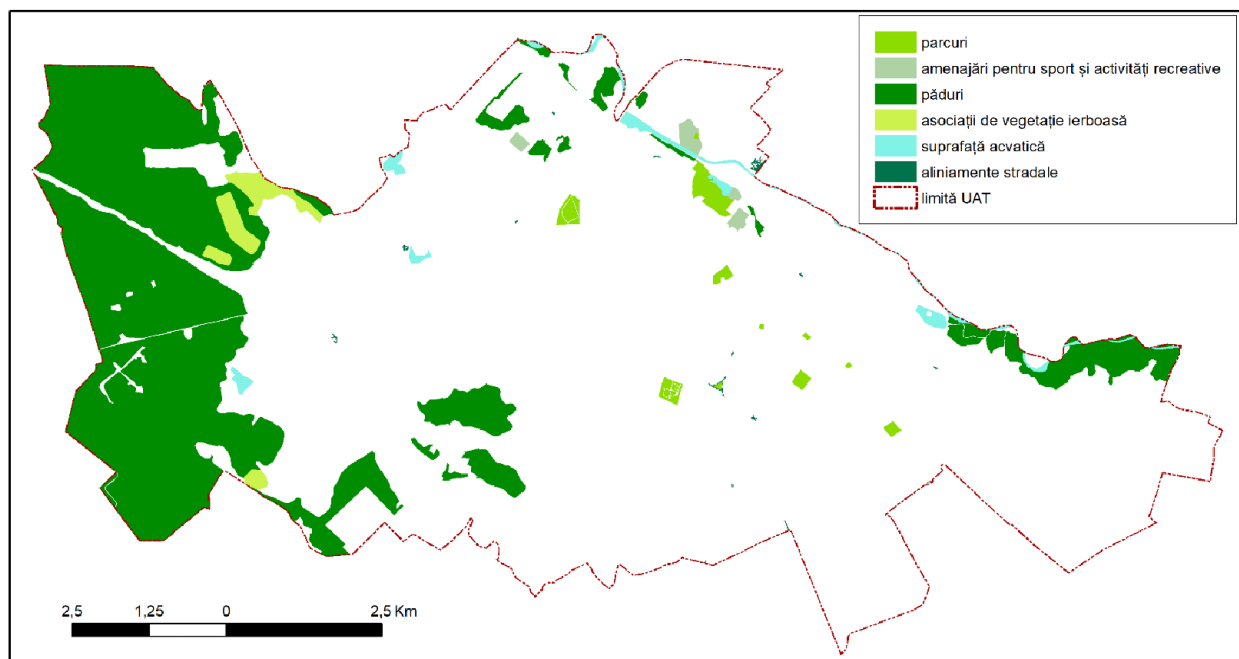 parcuri
amenajări pentru sport și activități recreative
păduri
asociații de vegetație ierboasă
suprafață acvatică
aliniamente stradale
limită UAT
2,5 1,25 0 2,5 Km